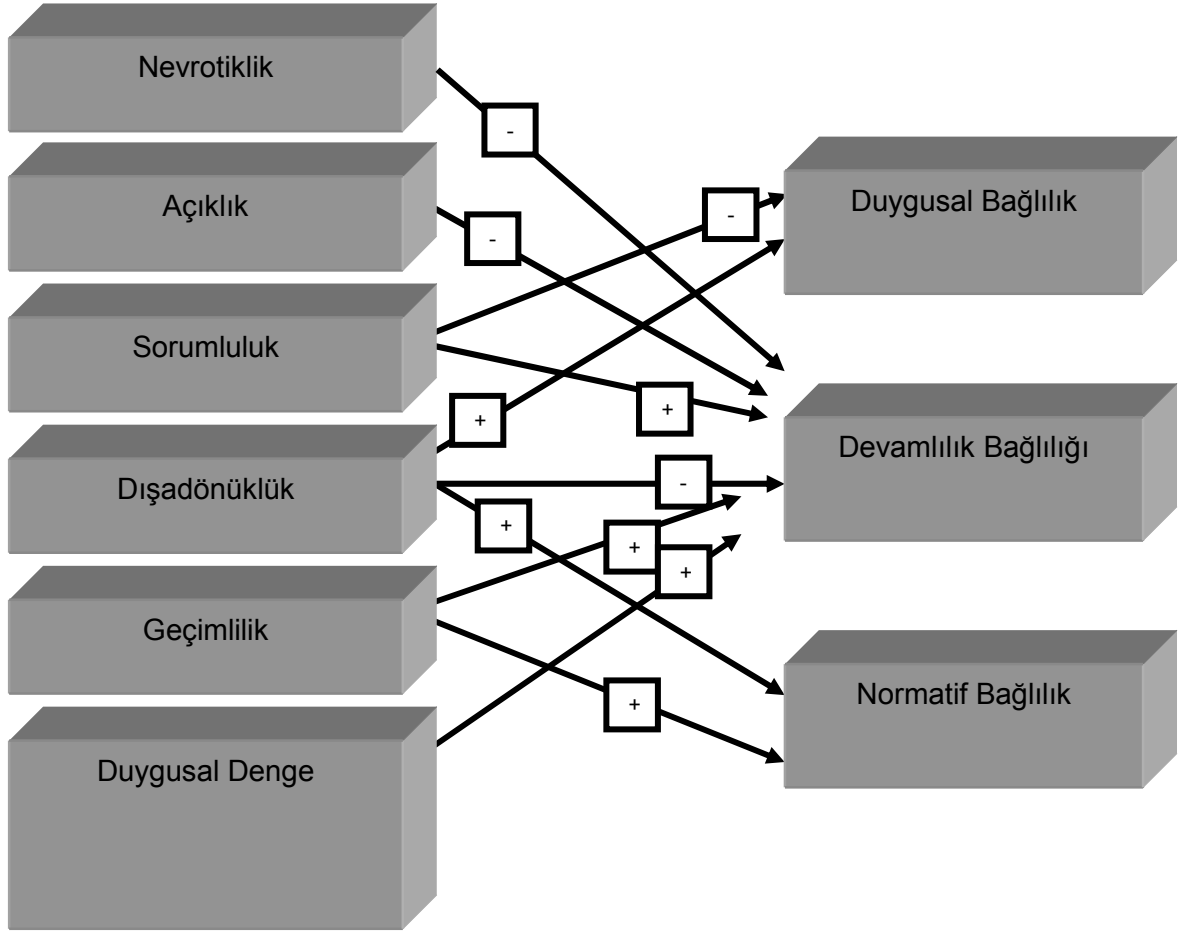 Nevrotiklik
-
Açıklık
-
-
Duygusal Bağlılık
Sorumluluk
+
+
Devamlılık Bağlılığı
Dışadönüklük
-
+
+
+
Geçimlilik
+
Normatif Bağlılık
Duygusal Denge